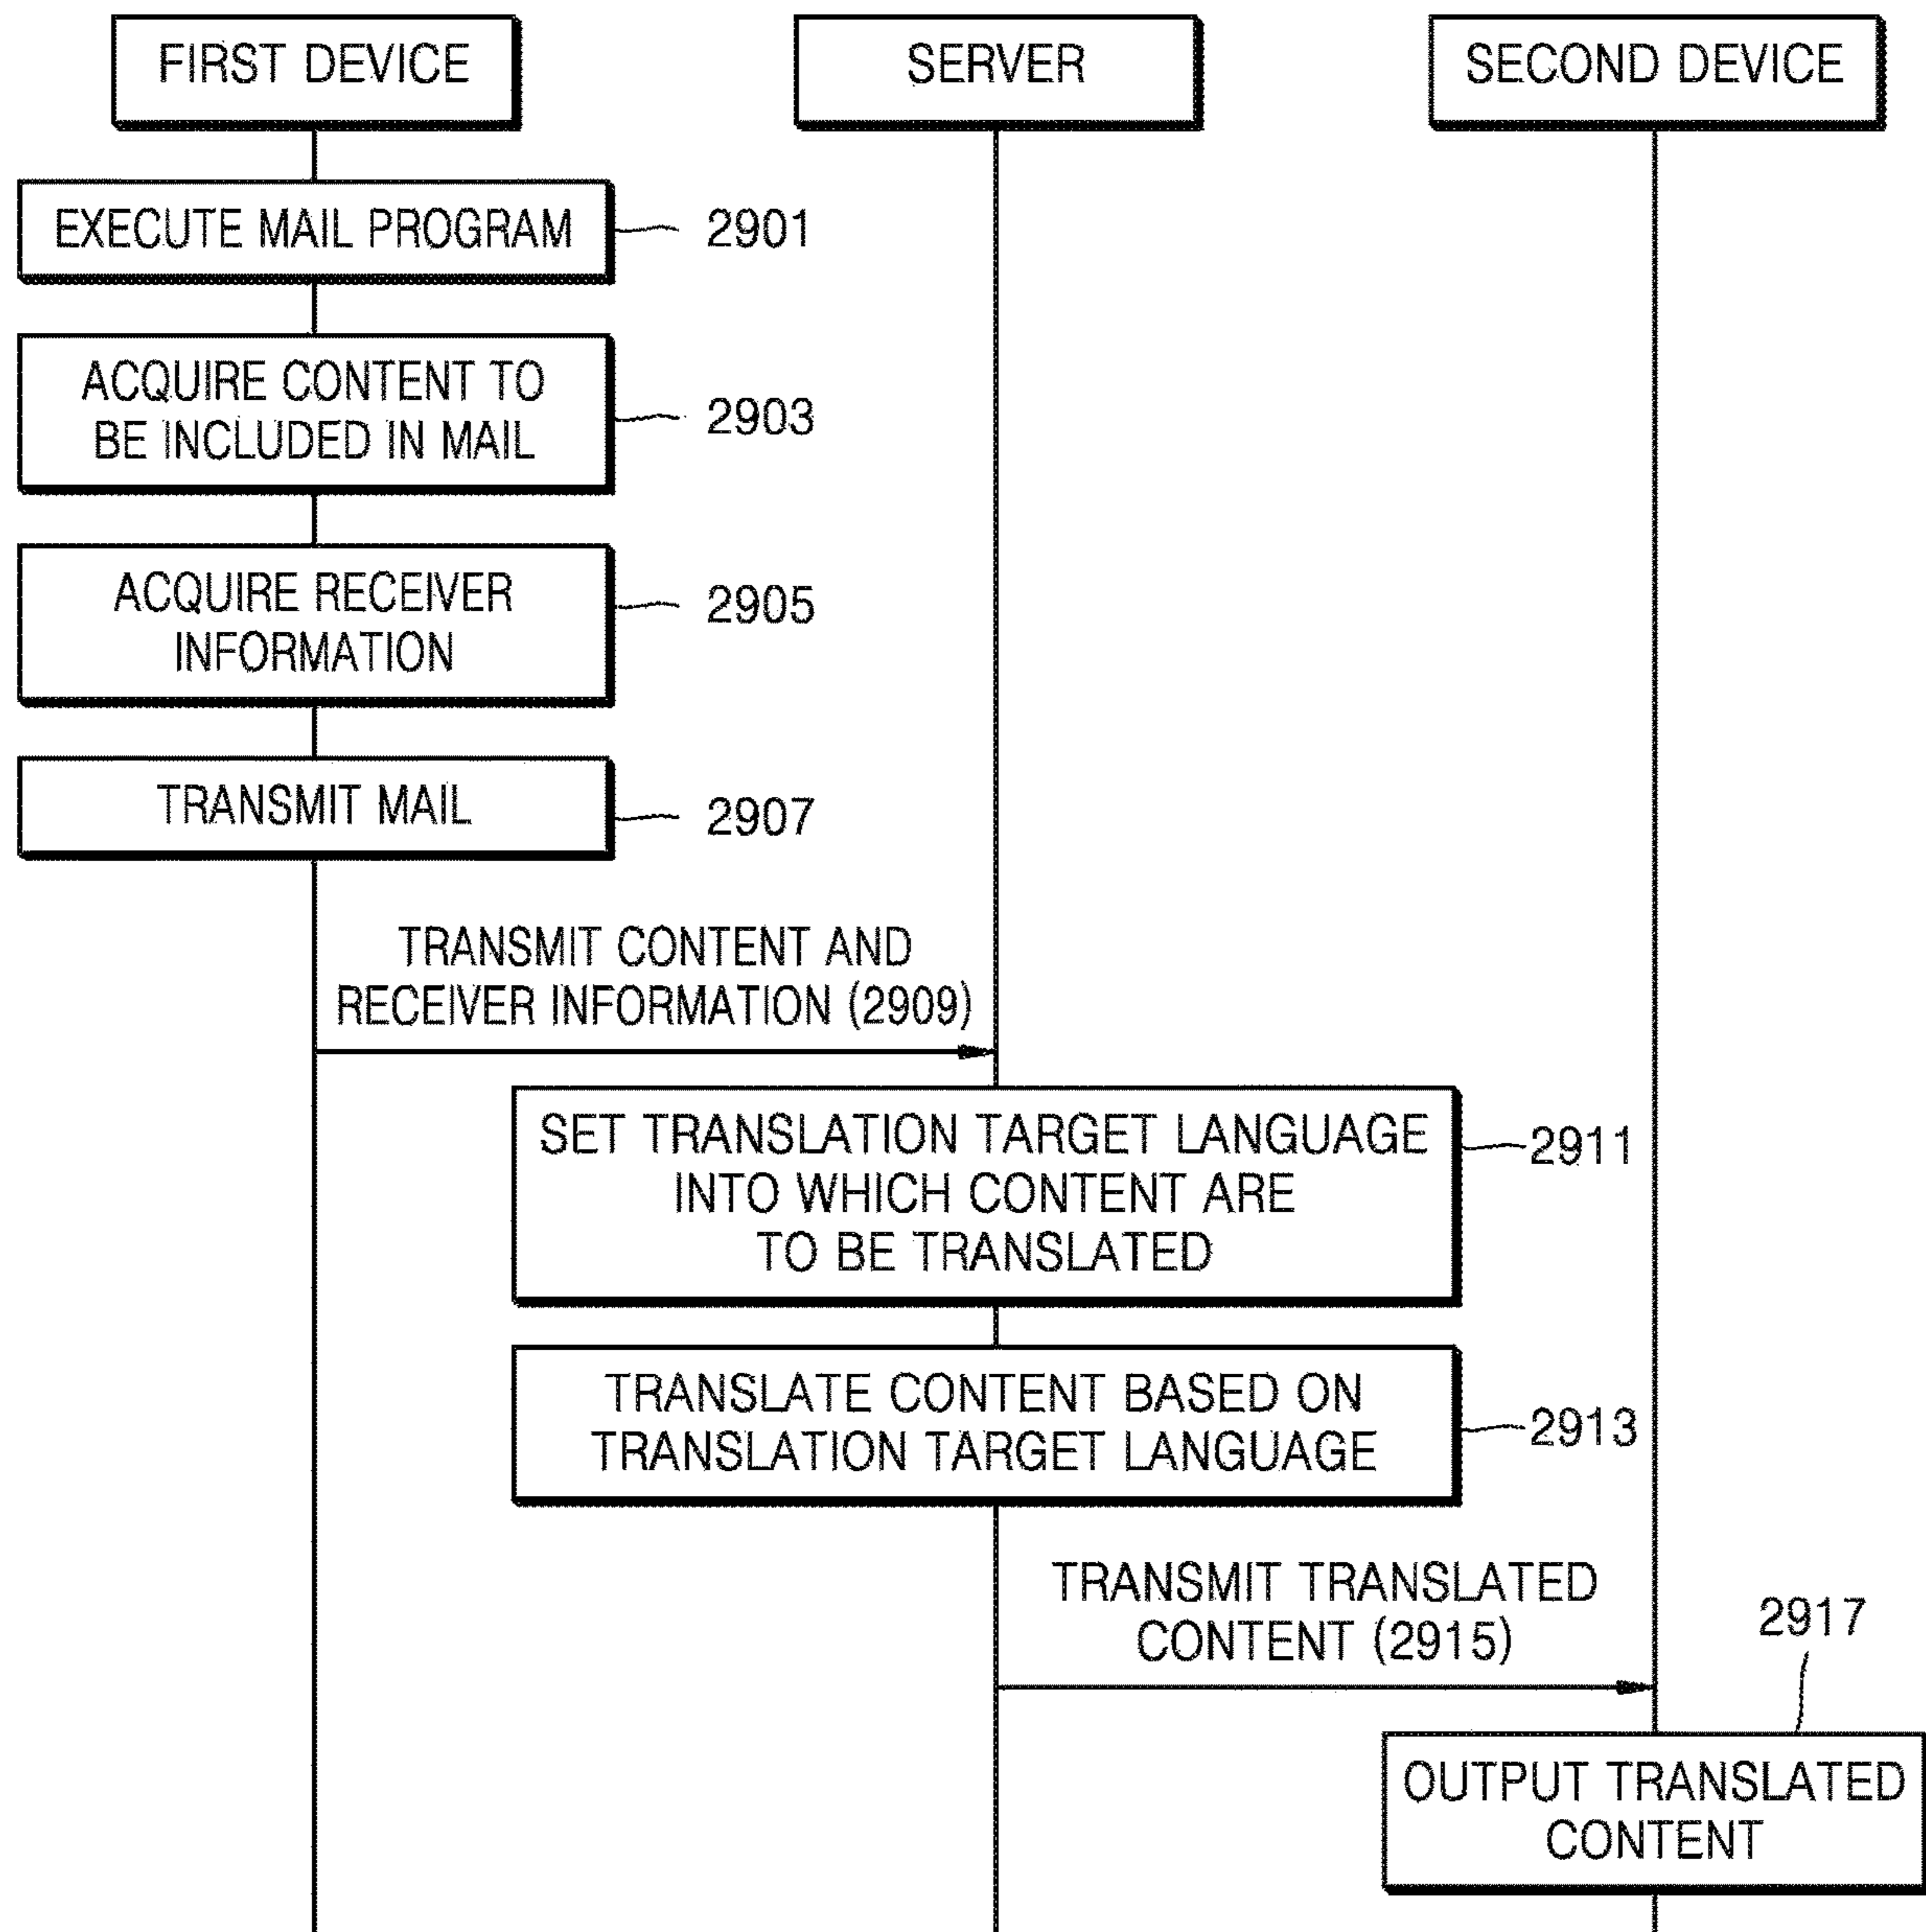 FIRST DEVICE
SERVER
SECOND DEVICE
EXECUTE MAIL PROGRAM
2901
ACQUIRE CONTENT TO
BE INCLUDED IN MAIL
2903
ACQUIRE RECEIVER
INFORMATION
2905
TRANSMIT MAIL
2907
TRANSMIT CONTENT AND
RECEIVER INFORMATION (2909)
SET TRANSLATION TARGET LANGUAGE
INTO WHICH CONTENT ARE
TO BE TRANSLATED
2911
TRANSLATE CONTENT BASED ON
TRANSLATION TARGET LANGUAGE
2913
TRANSMIT TRANSLATED
CONTENT (2915)
2917
OUTPUT TRANSLATED
CONTENT